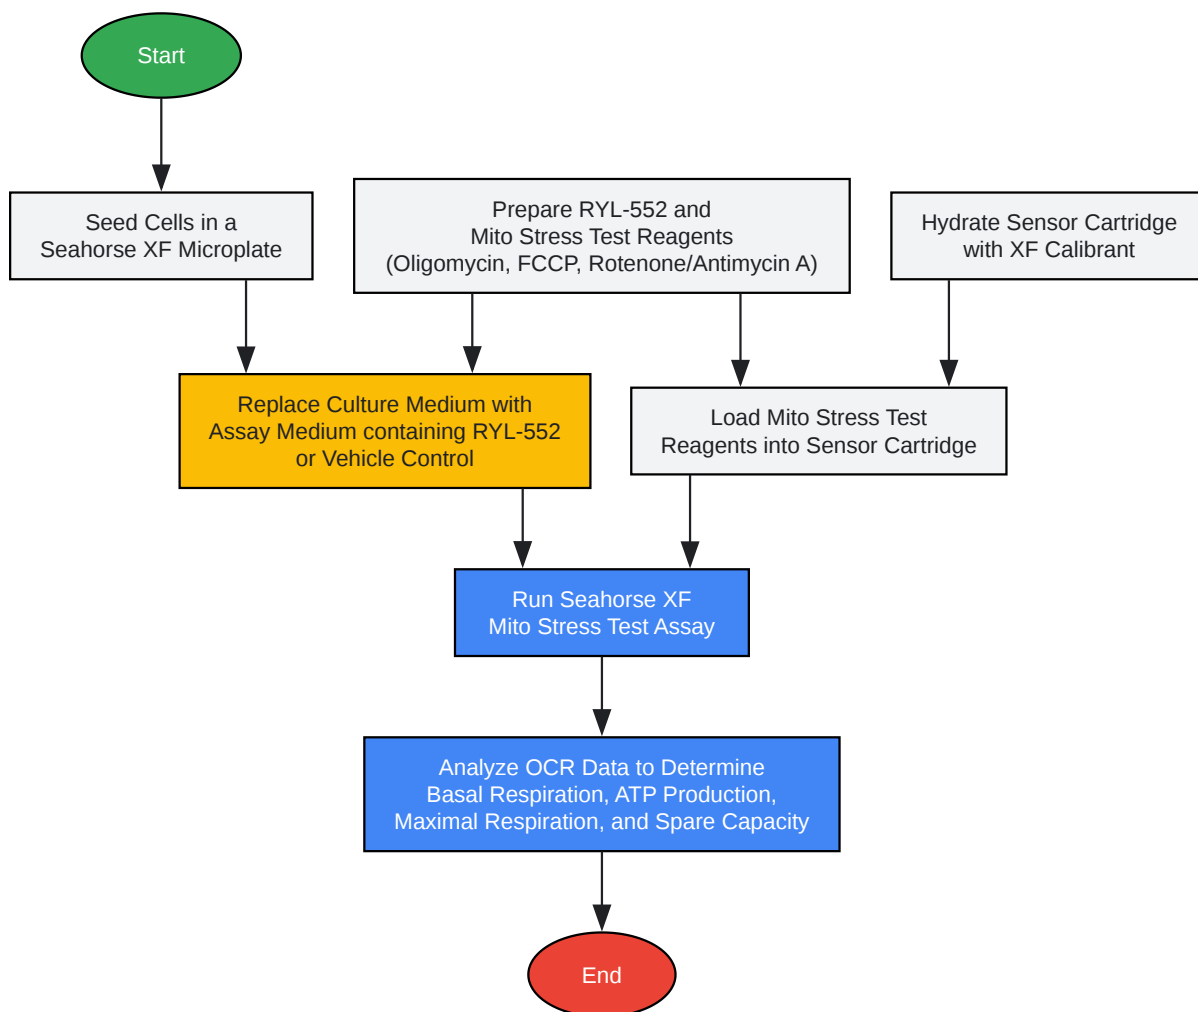 Start
Seed Cells in a
Seahorse XF Microplate
Prepare RYL-552 and
Mito Stress Test Reagents
(Oligomycin, FCCP, Rotenone/Antimycin A)
Hydrate Sensor Cartridge
with XF Calibrant
Replace Culture Medium with
Assay Medium containing RYL-552
or Vehicle Control
Load Mito Stress Test
Reagents into Sensor Cartridge
Run Seahorse XF
Mito Stress Test Assay
Analyze OCR Data to Determine
Basal Respiration, ATP Production,
Maximal Respiration, and Spare Capacity
End